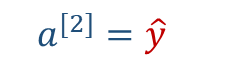 a^[2] = ŷ